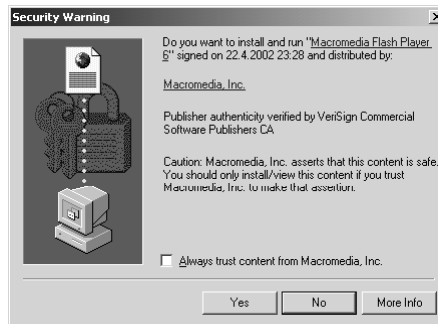 Security Warning
Do you want to install and run "Macromedia Flash Player
6" signed on 22.4.2002 23:28 and distributed by:
Macromedia, Inc.
Publisher authenticity verified by VeriSign Commercial
Software Publishers CA
Caution: Macromedia, Inc. asserts that this content is safe.
You should only install/view this content if you trust
Macromedia, Inc. to make that assertion.
Always trust content from Macromedia, Inc.
Yes No More Info